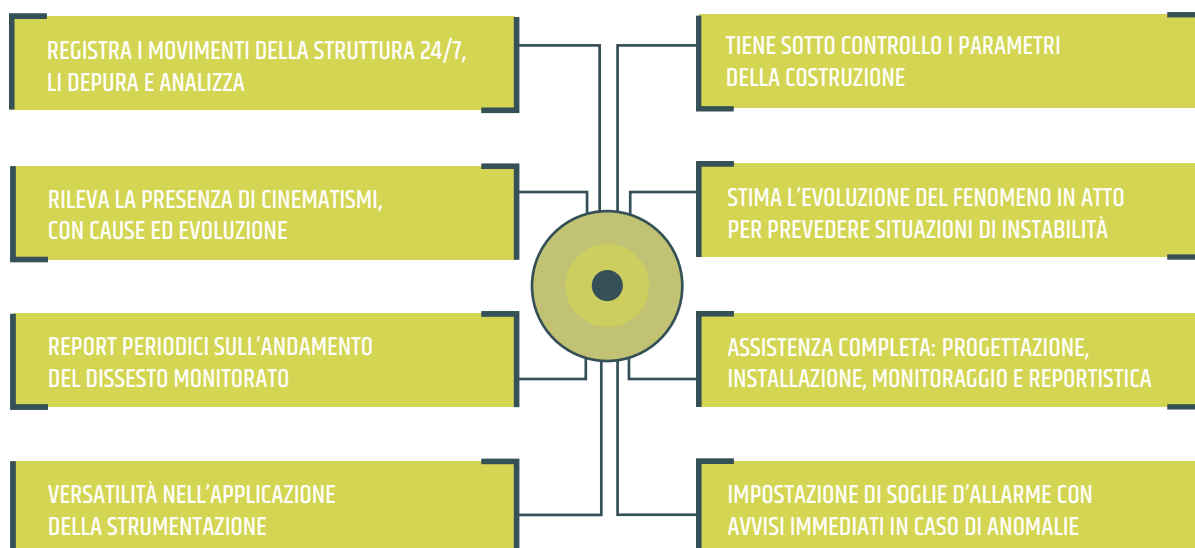 REGISTRA I MOVIMENTI DELLA STRUTTURA 24/7,
LI DEPURA E ANALIZZA
TIENE SOTTO CONTROLLO I PARAMETRI
DELLA COSTRUZIONE
RILEVA LA PRESENZA DI CINEMATISMI,
CON CAUSE ED EVOLUZIONE
STIMA L’EVOLUZIONE DEL FENOMENO IN ATTO
PER PREVEDERE SITUAZIONI DI INSTABILITÀ
REPORT PERIODICI SULL’ANDAMENTO
DEL DISSESTO MONITORATO
ASSISTENZA COMPLETA: PROGETTAZIONE,
INSTALLAZIONE, MONITORAGGIO E REPORTISTICA
VERSATILITÀ NELL’APPLICAZIONE
DELLA STRUMENTAZIONE
IMPOSTAZIONE DI SOGLIE D’ALLARME CON
AVVISI IMMEDIATI IN CASO DI ANOMALIE